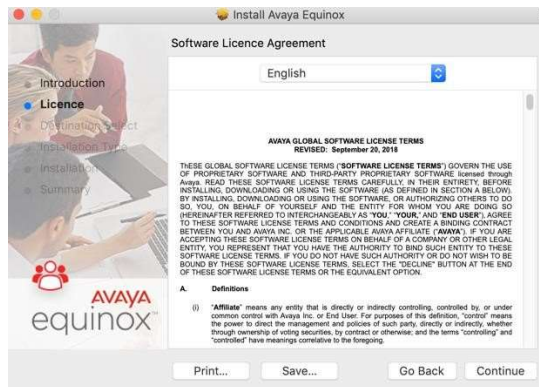 Install Avaya Equinox
Software Licence Agreement
English
Introduction
Licence
Destination Select
Installation Type
Installation
Summary
AVAYA GLOBAL SOFTWARE LICENSE TERMS
REVISED: September 20, 2018
THESE GLOBAL SOFTWARE LICENSE TERMS ("SOFTWARE LICENSE TERMS") GOVERN THE USE
OF PROPRIETARY SOFTWARE AND THIRD-PARTY PROPRIETARY SOFTWARE licensed through
Avaya. READ THESE SOFTWARE LICENSE TERMS CAREFULLY, IN THEIR ENTIRETY, BEFORE
INSTALLING, DOWNLOADING OR USING THE SOFTWARE (AS DEFINED IN SECTION A BELOW).
BY INSTALLING, DOWNLOADING OR USING THE SOFTWARE, OR AUTHORIZING OTHERS TO DO
SO, YOU, ON BEHALF OF YOURSELF AND THE ENTITY FOR WHOM YOU ARE DOING SO
(HEREINAFTER REFERRED TO INTERCHANGEABLY AS "YOU," "YOUR," AND "END USER"), AGREE
TO THESE SOFTWARE LICENSE TERMS AND CONDITIONS AND CREATE A BINDING CONTRACT
BETWEEN YOU AND AVAYA INC. OR THE APPLICABLE AVAYA AFFILIATE ("AVAYA"). IF YOU ARE
ACCEPTING THESE SOFTWARE LICENSE TERMS ON BEHALF OF A COMPANY OR OTHER LEGAL
ENTITY, YOU REPRESENT THAT YOU HAVE THE AUTHORITY TO BIND SUCH ENTITY TO THESE
SOFTWARE LICENSE TERMS. IF YOU DO NOT HAVE SUCH AUTHORITY OR DO NOT WISH TO BE
BOUND BY THESE SOFTWARE LICENSE TERMS, SELECT THE "DECLINE" BUTTON AT THE END
OF THESE SOFTWARE LICENSE TERMS OR THE EQUIVALENT OPTION.
A. Definitions
(i) "Affiliate" means any entity that is directly or indirectly controlling, controlled by, or under
common control with Avaya Inc. or End User. For purposes of this definition, "control" means
the power to direct the management and policies of such party, directly or indirectly, whether
through ownership of voting securities, by contract or otherwise; and the terms "controlling" and
"controlled" have meanings correlative to the foregoing.
AVAYA
equinox™
Print...
Save...
Go Back
Continue